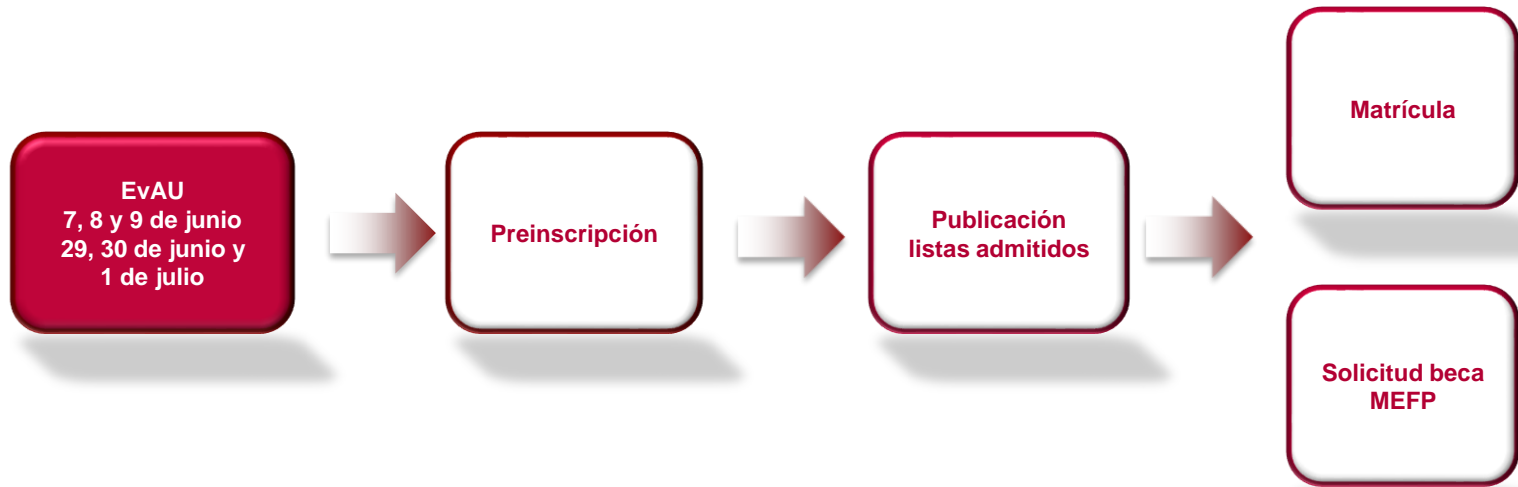 EvAU
7, 8 y 9 de junio
29, 30 de junio y
1 de julio
Preinscripción
Publicación
listas admitidos
Matrícula
Solicitud beca
MEFP